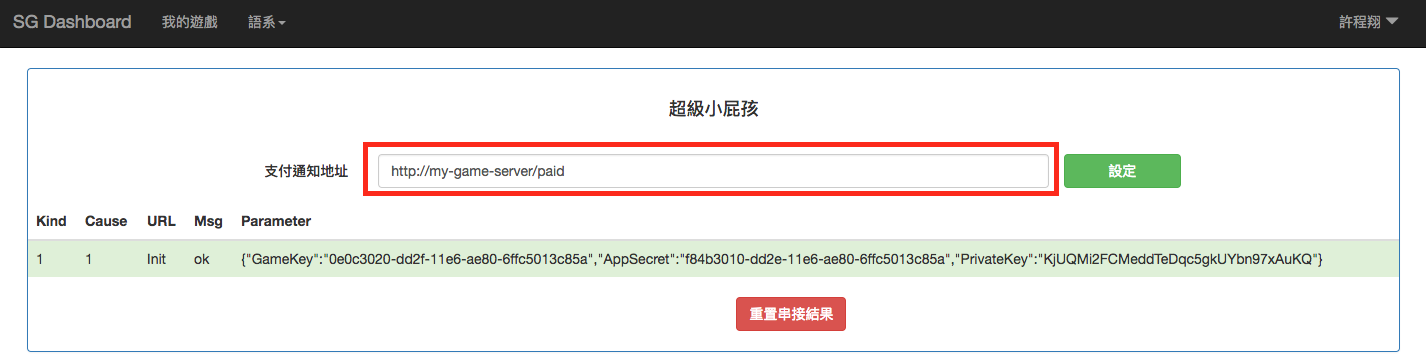 SG Dashboard 我的遊戲 語系 許程翔
超級小屁孩
支付通知地址 http://my-game-server/paid 設定
Kind Cause URL Msg Parameter
1 1 Init ok {"GameKey":"0e0c3020-dd2f-11e6-ae80-6ffc5013c85a","AppSecret":"f84b3010-dd2e-11e6-ae80-6ffc5013c85a","PrivateKey":"KjUQMi2FCMeddTeDqc5gkUYbn97xAuKQ"}
重置串接結果